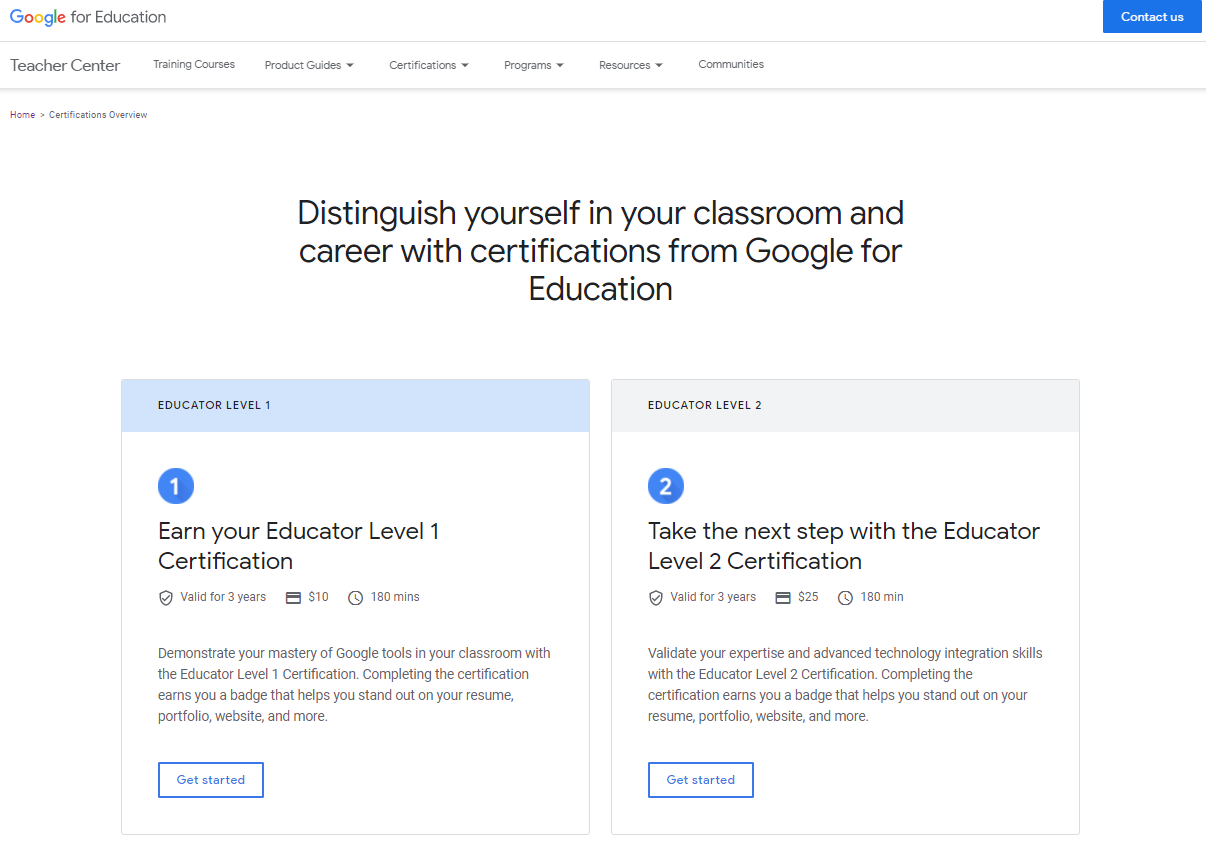 Google for Education
Contact us
Teacher Center
Training Courses
Product Guides
Certifications
Programs
Resources
Communities
Home > Certifications Overview
Distinguish yourself in your classroom and
career with certifications from Google for
Education
EDUCATOR LEVEL 1
1
Earn your Educator Level 1
Certification
Valid for 3 years
$10
180 mins
Demonstrate your mastery of Google tools in your classroom with
the Educator Level 1 Certification. Completing the certification
earns you a badge that helps you stand out on your resume,
portfolio, website, and more.
Get started
EDUCATOR LEVEL 2
2
Take the next step with the Educator
Level 2 Certification
Valid for 3 years
$25
180 min
Validate your expertise and advanced technology integration skills
with the Educator Level 2 Certification. Completing the
certification earns you a badge that helps you stand out on your
resume, portfolio, website, and more.
Get started